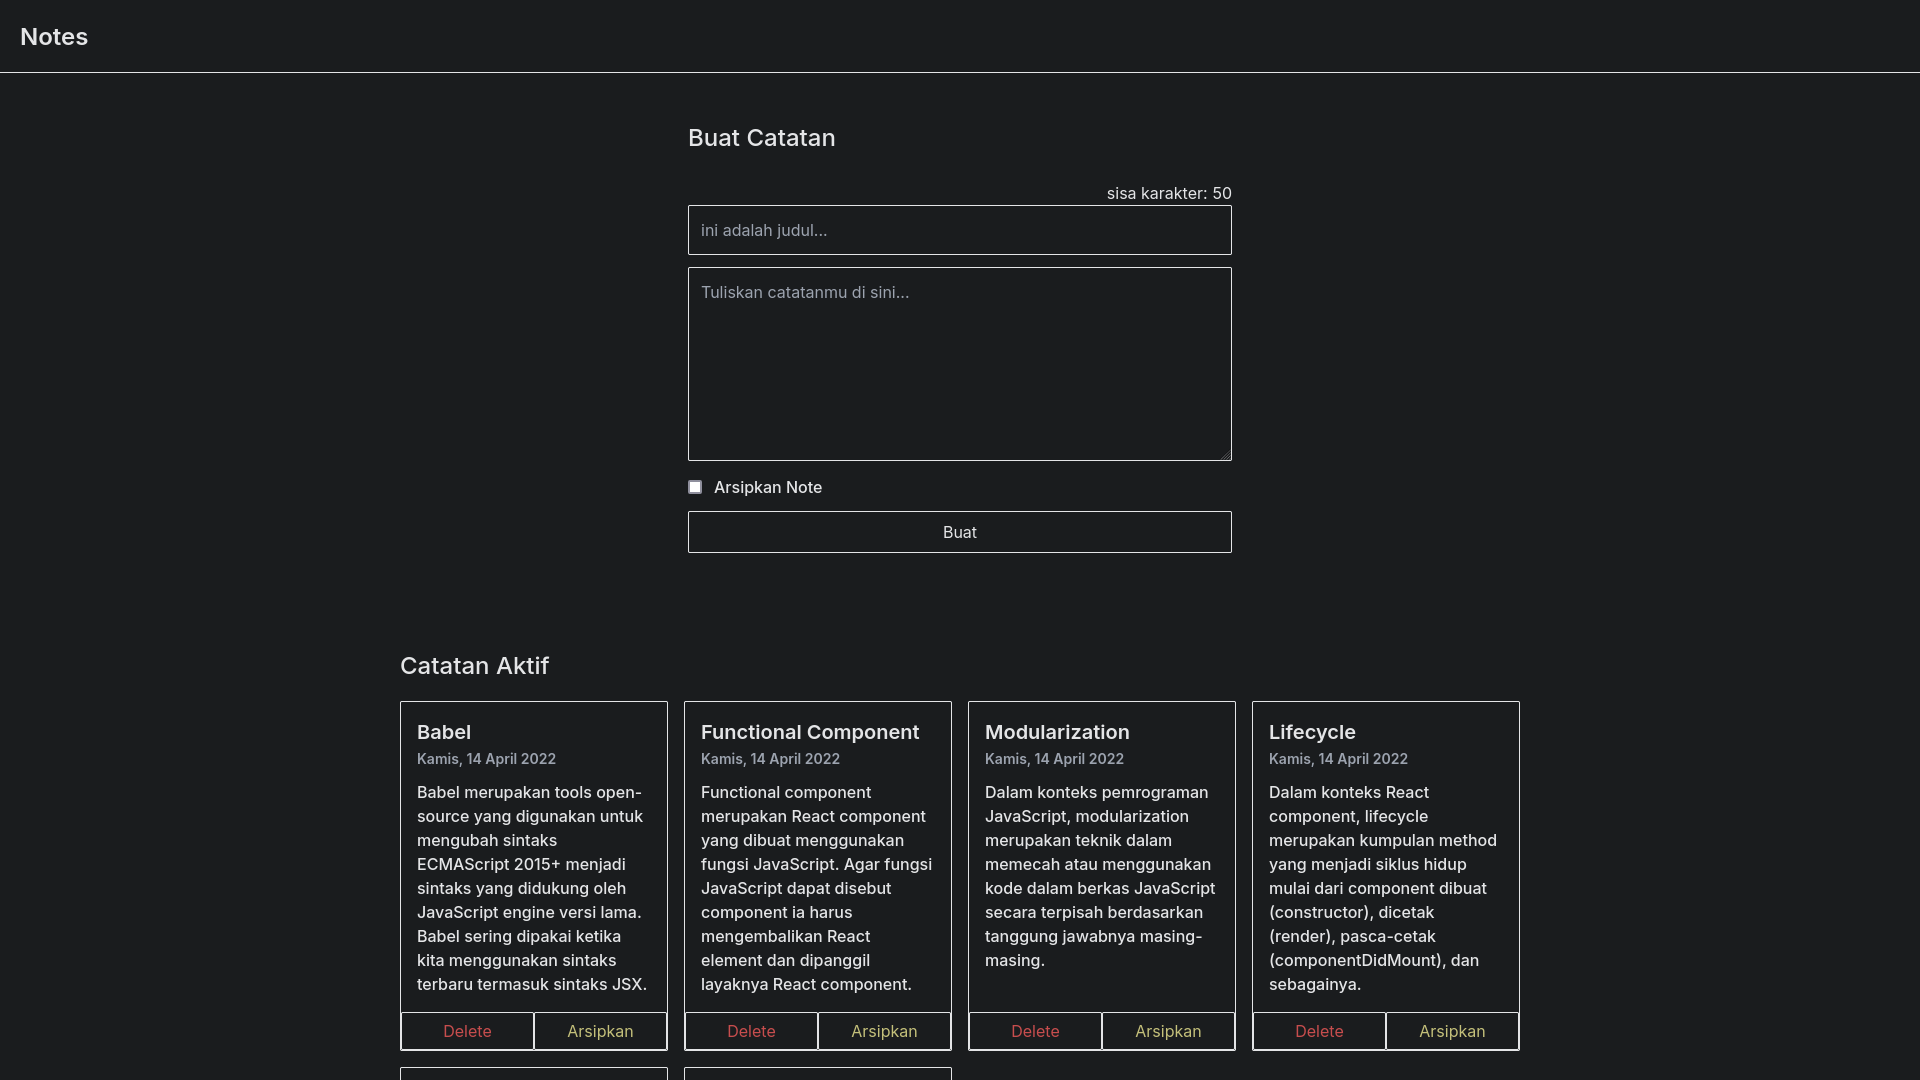 Notes
Buat Catatan
sisa karakter: 50
ini adalah judul...
Tuliskan catatanmu di sini...
Arsipkan Note
Buat
Catatan Aktif
Babel
Kamis, 14 April 2022
Babel merupakan tools open-
source yang digunakan untuk
mengubah sintaks
ECMAScript 2015+ menjadi
sintaks yang didukung oleh
JavaScript engine versi lama.
Babel sering dipakai ketika
kita menggunakan sintaks
terbaru termasuk sintaks JSX.
Delete
Arsipkan
Functional Component
Kamis, 14 April 2022
Functional component
merupakan React component
yang dibuat menggunakan
fungsi JavaScript. Agar fungsi
JavaScript dapat disebut
component ia harus
mengembalikan React
element dan dipanggil
layaknya React component.
Delete
Arsipkan
Modularization
Kamis, 14 April 2022
Dalam konteks pemrograman
JavaScript, modularization
merupakan teknik dalam
memecah atau menggunakan
kode dalam berkas JavaScript
secara terpisah berdasarkan
tanggung jawabnya masing-
masing.
Delete
Arsipkan
Lifecycle
Kamis, 14 April 2022
Dalam konteks React
component, lifecycle
merupakan kumpulan method
yang menjadi siklus hidup
mulai dari component dibuat
(constructor), dicetak
(render), pasca-cetak
(componentDidMount), dan
sebagainya.
Delete
Arsipkan